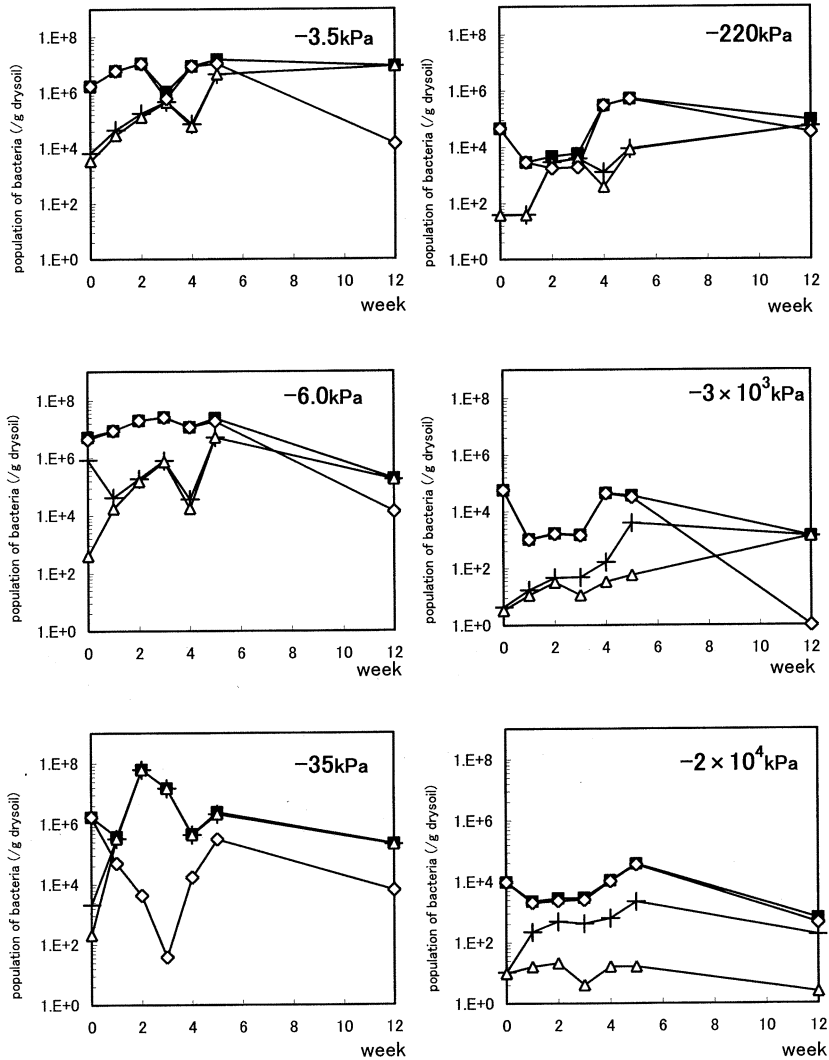 −3.5kPa
1.E+8
1.E+6
1.E+4
1.E+2
1.E+0
population of bacteria (/g drysoil)
0 2 4 6 8 10 12
week
−220kPa
1.E+8
1.E+6
1.E+4
1.E+2
1.E+0
population of bacteria (/g drysoil)
0 2 4 6 8 10 12
week
−6.0kPa
1.E+8
1.E+6
1.E+4
1.E+2
1.E+0
population of bacteria (/g drysoil)
0 2 4 6 8 10 12
week
−3×10³kPa
1.E+8
1.E+6
1.E+4
1.E+2
1.E+0
population of bacteria (/g drysoil)
0 2 4 6 8 10 12
week
−35kPa
1.E+8
1.E+6
1.E+4
1.E+2
1.E+0
population of bacteria (/g drysoil)
0 2 4 6 8 10 12
week
−2×10⁴kPa
1.E+8
1.E+6
1.E+4
1.E+2
1.E+0
population of bacteria (/g drysoil)
0 2 4 6 8 10 12
week